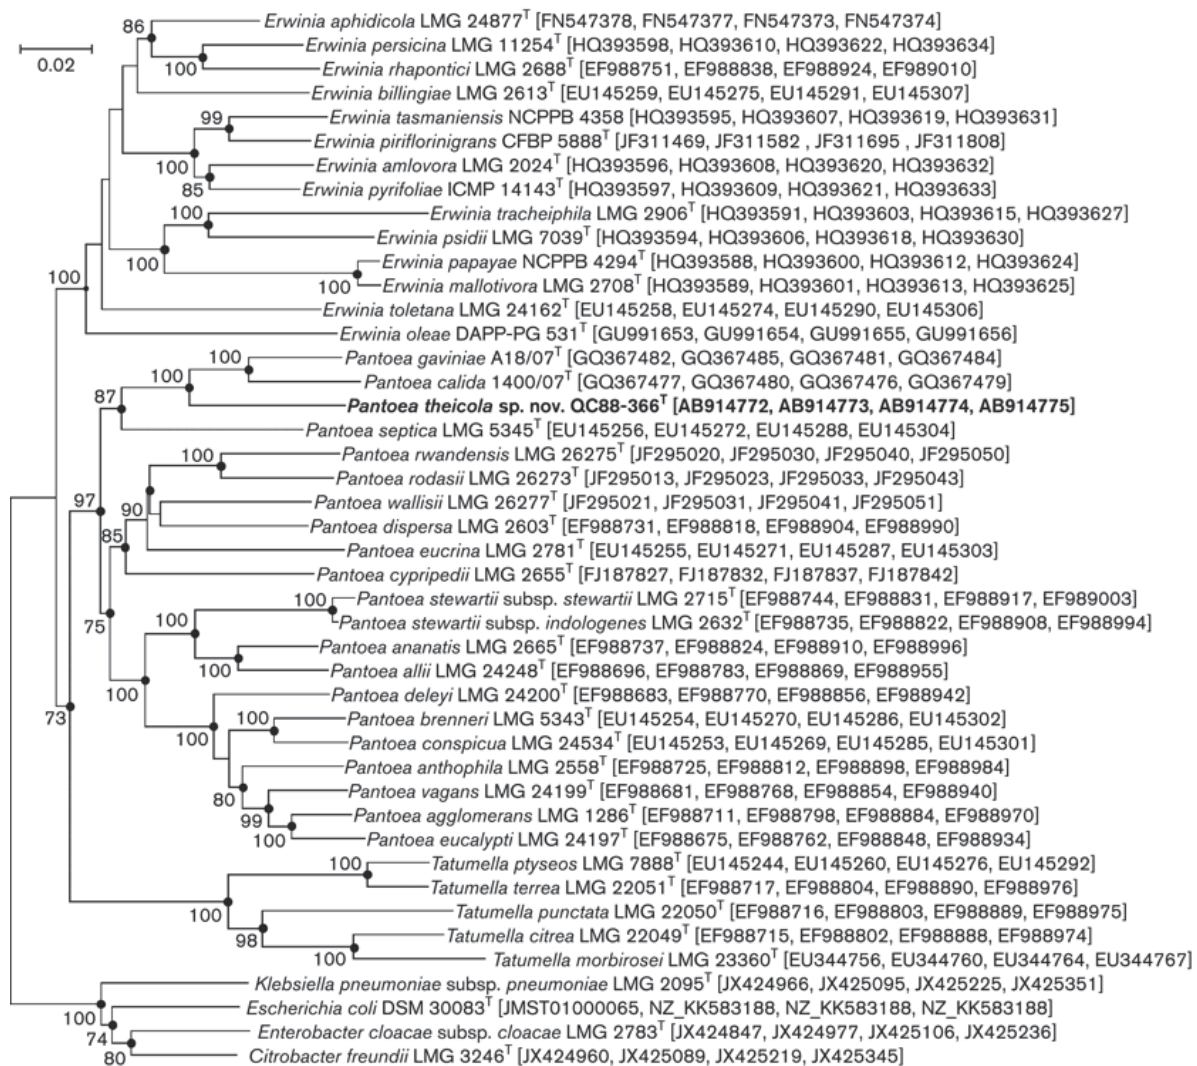 86
Erwinia aphidicola LMG 24877T [FN547378, FN547377, FN547373, FN547374]
0.02
Erwinia persicina LMG 11254T [HQ393598, HQ393610, HQ393622, HQ393634]
100
Erwinia rhapontici LMG 2688T [EF988751, EF988838, EF988924, EF989010]
Erwinia billingiae LMG 2613T [EU145259, EU145275, EU145291, EU145307]
99
Erwinia tasmaniensis NCPPB 4358 [HQ393595, HQ393607, HQ393619, HQ393631]
Erwinia piriflorinigrans CFBP 5888T [JF311469, JF311582 , JF311695 , JF311808]
100
Erwinia amlovora LMG 2024T [HQ393596, HQ393608, HQ393620, HQ393632]
85
Erwinia pyrifoliae ICMP 14143T [HQ393597, HQ393609, HQ393621, HQ393633]
100
Erwinia tracheiphila LMG 2906T [HQ393591, HQ393603, HQ393615, HQ393627]
Erwinia psidii LMG 7039T [HQ393594, HQ393606, HQ393618, HQ393630]
100
Erwinia papayae NCPPB 4294T [HQ393588, HQ393600, HQ393612, HQ393624]
100
Erwinia mallotivora LMG 2708T [HQ393589, HQ393601, HQ393613, HQ393625]
100
Erwinia toletana LMG 24162T [EU145258, EU145274, EU145290, EU145306]
Erwinia oleae DAPP-PG 531T [GU991653, GU991654, GU991655, GU991656]
100
Pantoea gaviniae A18/07T [GQ367482, GQ367485, GQ367481, GQ367484]
100
Pantoea calida 1400/07T [GQ367477, GQ367480, GQ367476, GQ367479]
87
Pantoea theicola sp. nov. QC88-366T [AB914772, AB914773, AB914774, AB914775]
Pantoea septica LMG 5345T [EU145256, EU145272, EU145288, EU145304]
100
Pantoea rwandensis LMG 26275T [JF295020, JF295030, JF295040, JF295050]
Pantoea rodasii LMG 26273T [JF295013, JF295023, JF295033, JF295043]
97
Pantoea wallisii LMG 26277T [JF295021, JF295031, JF295041, JF295051]
90
Pantoea dispersa LMG 2603T [EF988731, EF988818, EF988904, EF988990]
85
Pantoea eucrina LMG 2781T [EU145255, EU145271, EU145287, EU145303]
Pantoea cypripedii LMG 2655T [FJ187827, FJ187832, FJ187837, FJ187842]
100
Pantoea stewartii subsp. stewartii LMG 2715T [EF988744, EF988831, EF988917, EF989003]
75
100
Pantoea stewartii subsp. indologenes LMG 2632T [EF988735, EF988822, EF988908, EF988994]
Pantoea ananatis LMG 2665T [EF988737, EF988824, EF988910, EF988996]
100
Pantoea allii LMG 24248T [EF988696, EF988783, EF988869, EF988955]
100
Pantoea deleyi LMG 24200T [EF988683, EF988770, EF988856, EF988942]
73
100
Pantoea brenneri LMG 5343T [EU145254, EU145270, EU145286, EU145302]
100
Pantoea conspicua LMG 24534T [EU145253, EU145269, EU145285, EU145301]
Pantoea anthophila LMG 2558T [EF988725, EF988812, EF988898, EF988984]
80
Pantoea vagans LMG 24199T [EF988681, EF988768, EF988854, EF988940]
99
Pantoea agglomerans LMG 1286T [EF988711, EF988798, EF988884, EF988970]
100
Pantoea eucalypti LMG 24197T [EF988675, EF988762, EF988848, EF988934]
100
Tatumella ptyseos LMG 7888T [EU145244, EU145260, EU145276, EU145292]
Tatumella terrea LMG 22051T [EF988717, EF988804, EF988890, EF988976]
100
Tatumella punctata LMG 22050T [EF988716, EF988803, EF988889, EF988975]
98
Tatumella citrea LMG 22049T [EF988715, EF988802, EF988888, EF988974]
100
Tatumella morbirosei LMG 23360T [EU344756, EU344760, EU344764, EU344767]
Klebsiella pneumoniae subsp. pneumoniae LMG 2095T [JX424966, JX425095, JX425225, JX425351]
100
Escherichia coli DSM 30083T [JMST01000065, NZ_KK583188, NZ_KK583188, NZ_KK583188]
74
Enterobacter cloacae subsp. cloacae LMG 2783T [JX424847, JX424977, JX425106, JX425236]
80
Citrobacter freundii LMG 3246T [JX424960, JX425089, JX425219, JX425345]